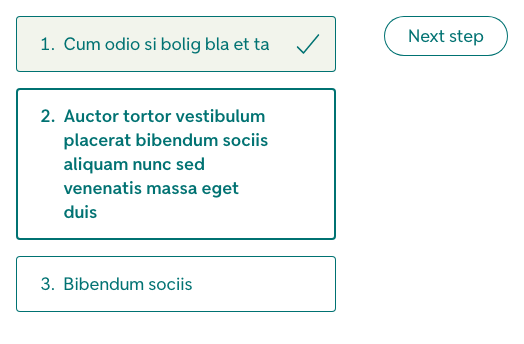 1. Cum odio si bolig bla et ta
Next step
2. Auctor tortor vestibulum
placerat bibendum sociis
aliquam nunc sed
venenatis massa eget
duis
3. Bibendum sociis